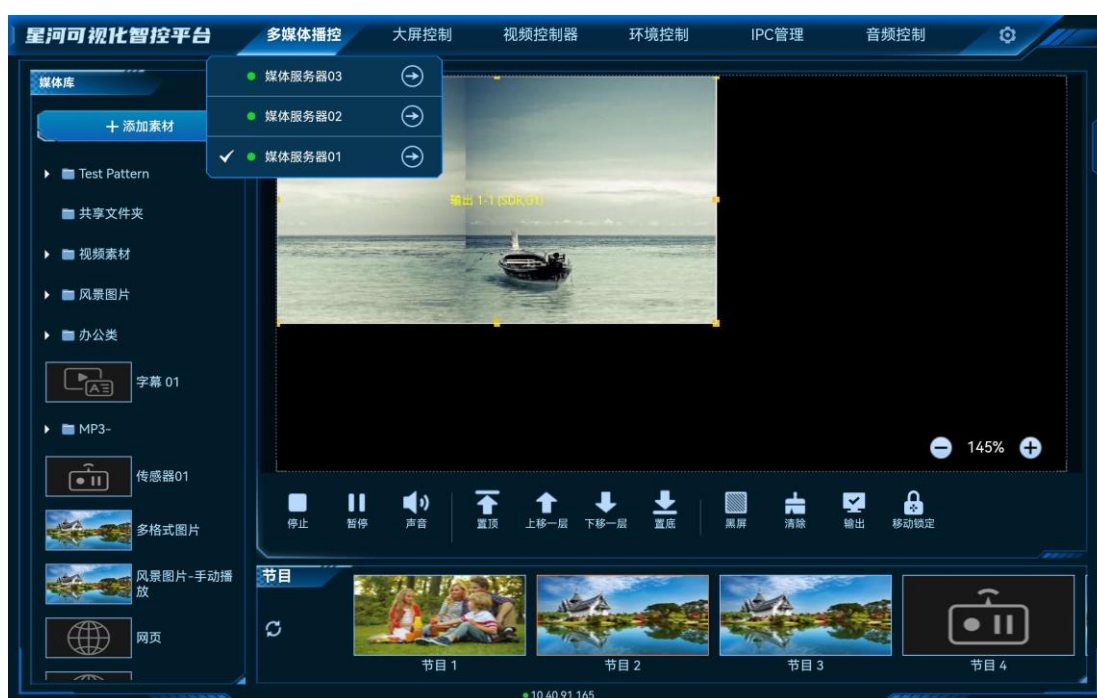 星河可视化智控平台
多媒体播控
大屏控制
视频控制器
环境控制
IPC管理
音频控制
媒体库
添加素材
Test Pattern
共享文件夹
视频素材
风景图片
办公类
字幕 01
MP3-
传感器01
多格式图片
风景图片-手动播
放
网页
媒体服务器03
媒体服务器02
媒体服务器01
输出 1-1 (SDR,G1)
145%
停止
暂停
声音
置顶
上移一层
下移一层
置底
黑屏
清除
输出
移动锁定
节目
节目 1
节目 2
节目 3
节目 4
10.40.91.165